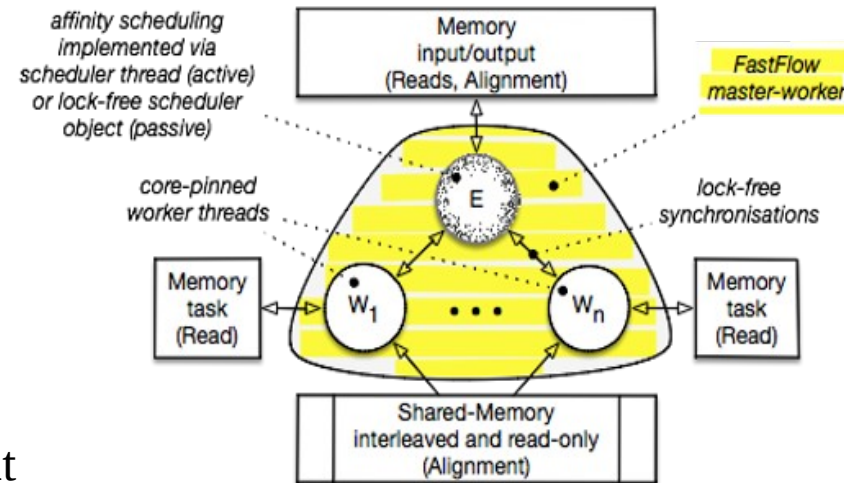 affinity scheduling
implemented via
scheduler thread (active)
or lock-free scheduler
object (passive)
Memory
input/output
(Reads, Alignment)
FastFlow
master-worker
core-pinned
worker threads
E
lock-free
synchronisations
Memory
task
(Read)
W1
• • •
Wn
Memory
task
(Read)
Shared-Memory
interleaved and read-only
(Alignment)